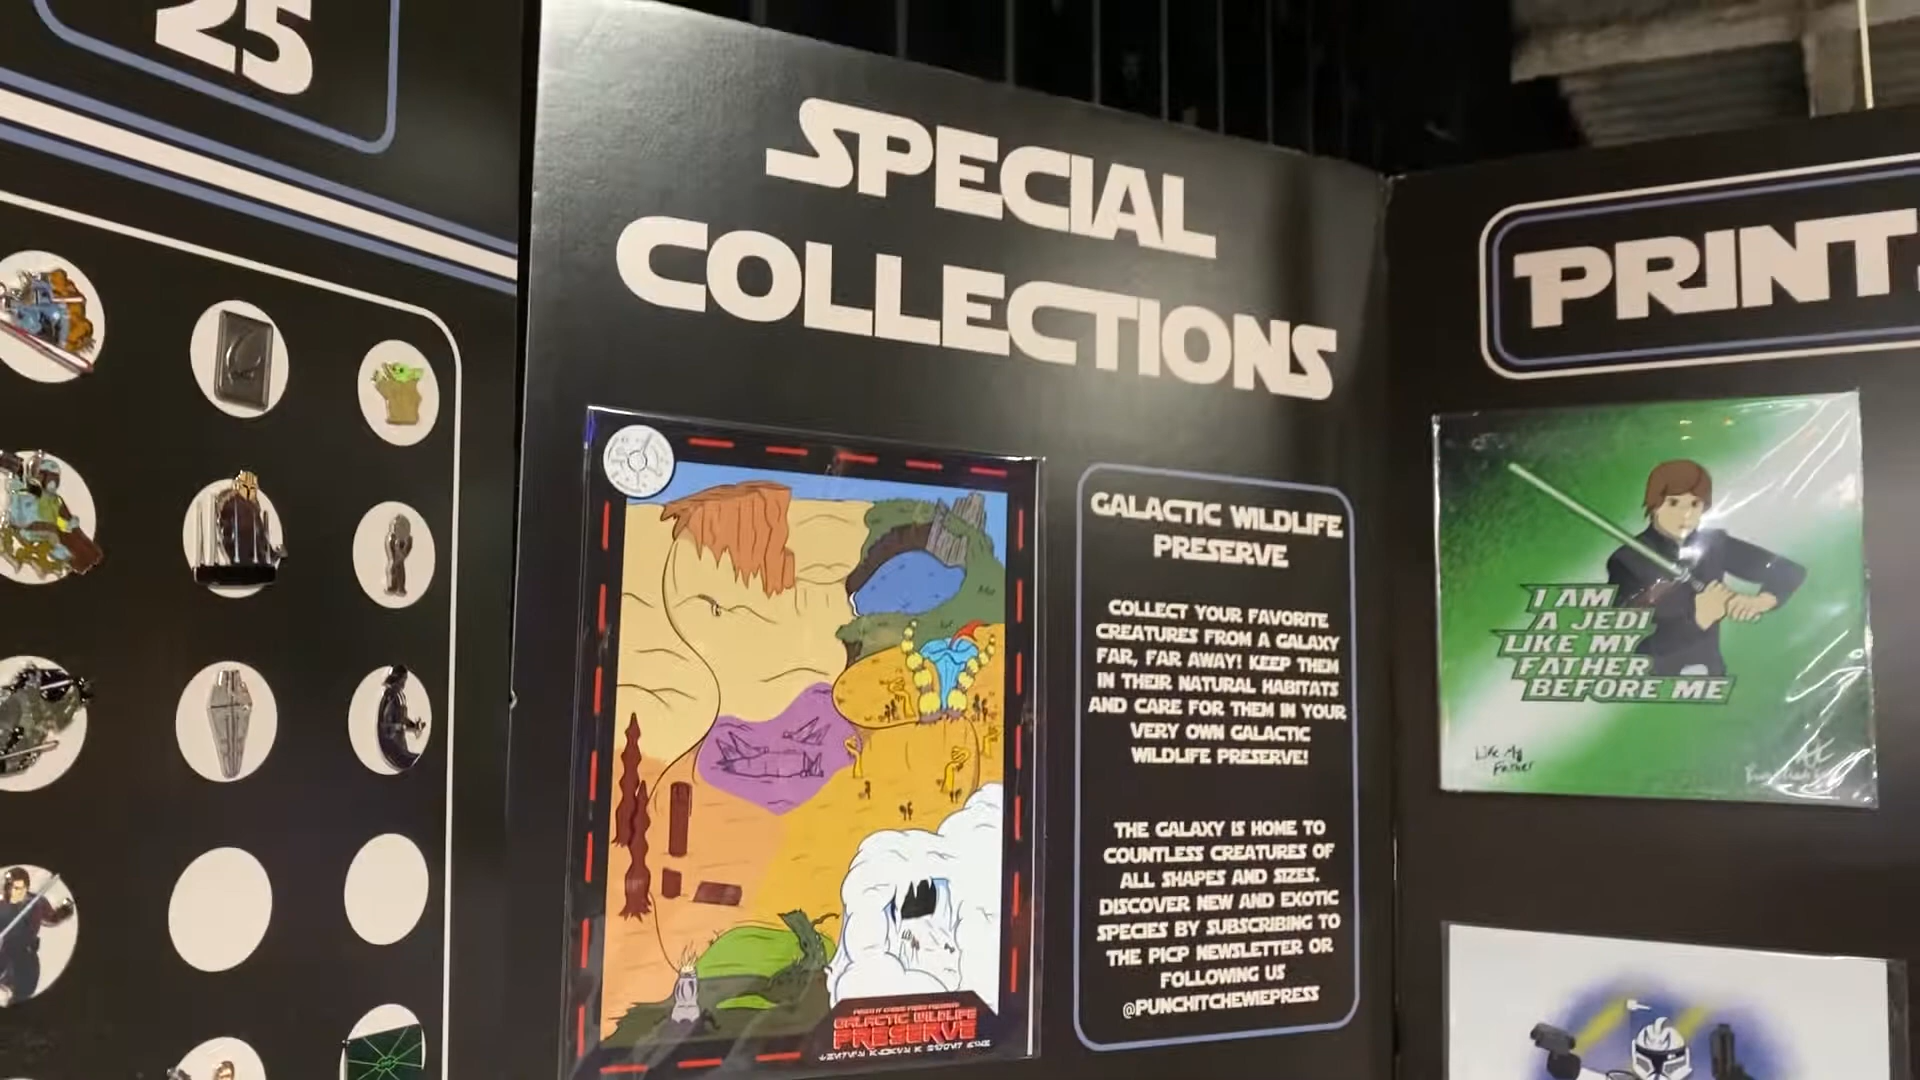 25
SPECIAL
COLLECTIONS
GALACTIC WILDLIFE
PRESERVE
COLLECT YOUR FAVORITE
CREATURES FROM A GALAXY
FAR, FAR AWAY! KEEP THEM
IN THEIR NATURAL HABITATS
AND CARE FOR THEM IN YOUR
VERY OWN GALACTIC
WILDLIFE PRESERVE!
THE GALAXY IS HOME TO
COUNTLESS CREATURES OF
ALL SHAPES AND SIZES.
DISCOVER NEW AND EXOTIC
SPECIES BY SUBSCRIBING TO
THE PICP NEWSLETTER OR
FOLLOWING US
@PUNCHITCHEWIEPRESS
GALACTIC WILDLIFE
PRESERVE
PRINT
I AM
A JEDI
LIKE MY
FATHER
BEFORE ME
Like My
Father